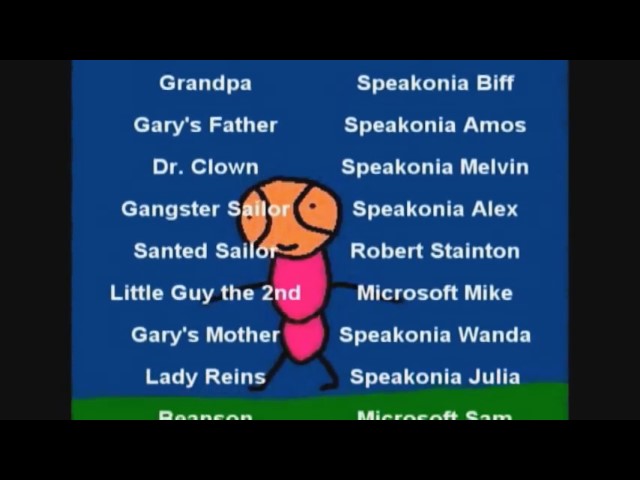 Grandpa Speakonia Biff
Gary's Father Speakonia Amos
Dr. Clown Speakonia Melvin
Gangster Sailor Speakonia Alex
Santed Sailor Robert Stainton
Little Guy the 2nd Microsoft Mike
Gary's Mother Speakonia Wanda
Lady Reins Speakonia Julia
Beanson Microsoft Sam